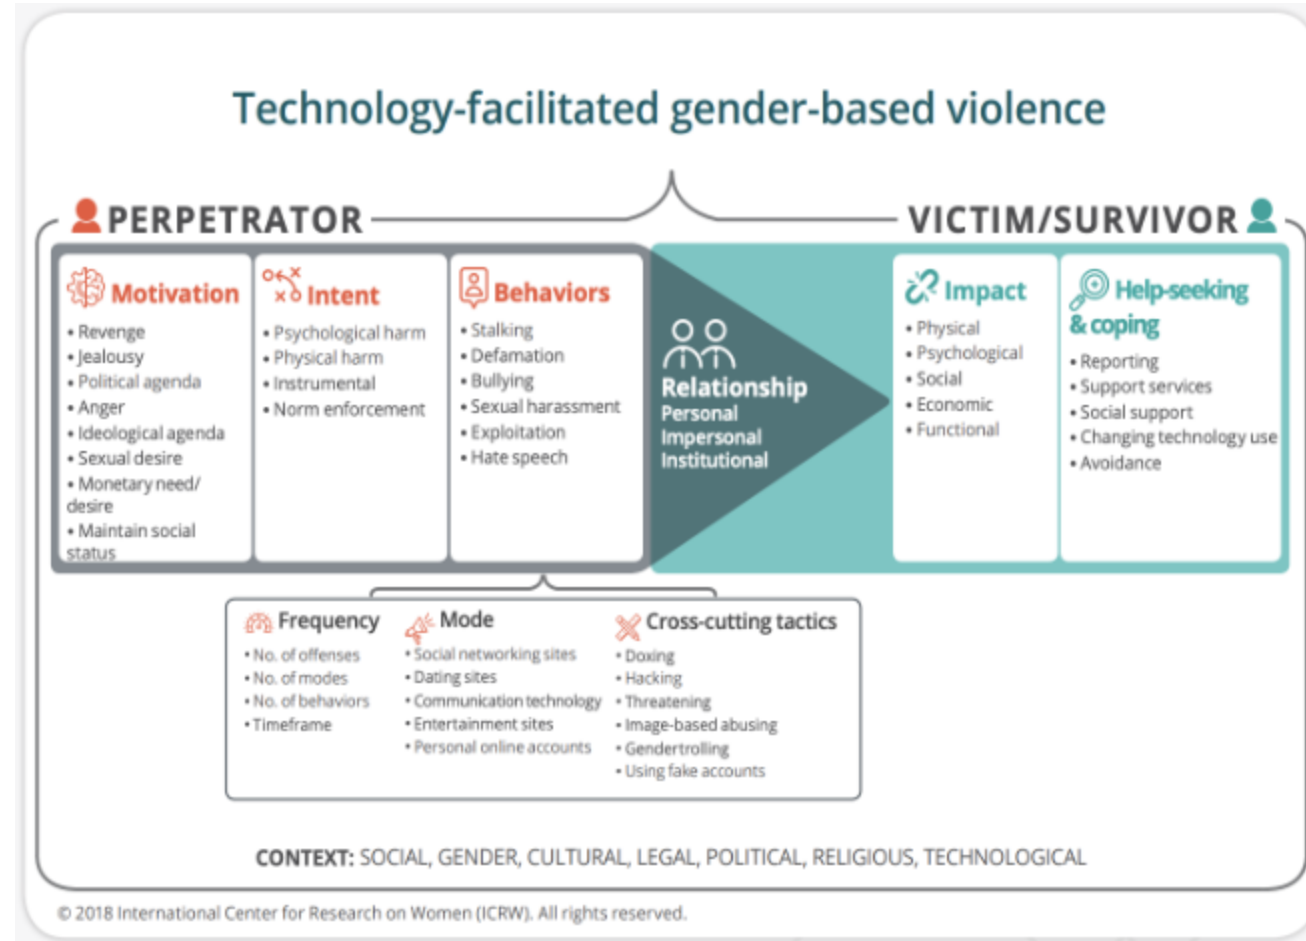 Technology-facilitated gender-based violence
PERPETRATOR
VICTIM/SURVIVOR
Motivation
• Revenge
• Jealousy
• Political agenda
• Anger
• Ideological agenda
• Sexual desire
• Monetary need/
desire
• Maintain social
status
Intent
• Psychological harm
• Physical harm
• Instrumental
• Norm enforcement
Behaviors
• Stalking
• Defamation
• Bullying
• Sexual harassment
• Exploitation
• Hate speech
Relationship
Personal
Impersonal
Institutional
Impact
• Physical
• Psychological
• Social
• Economic
• Functional
Help-seeking
& coping
• Reporting
• Support services
• Social support
• Changing technology use
• Avoidance
Frequency
• No. of offenses
• No. of modes
• No. of behaviors
• Timeframe
Mode
• Social networking sites
• Dating sites
• Communication technology
• Entertainment sites
• Personal online accounts
Cross-cutting tactics
• Doxing
• Hacking
• Threatening
• Image-based abusing
• Gendertrolling
• Using fake accounts
CONTEXT: SOCIAL, GENDER, CULTURAL, LEGAL, POLITICAL, RELIGIOUS, TECHNOLOGICAL
© 2018 International Center for Research on Women (ICRW). All rights reserved.